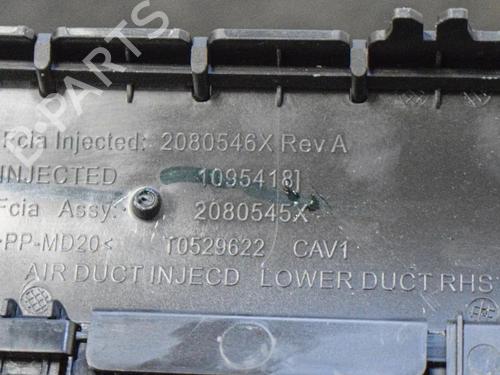 B-PARTS
Fcia Injected: 2080546X Rev A
INJECTED 1095418]
Fcia Assy: 2080545X
PP-MD20< T0529622 CAV1
AIR DUCT INJECD LOWER DUCT RHS